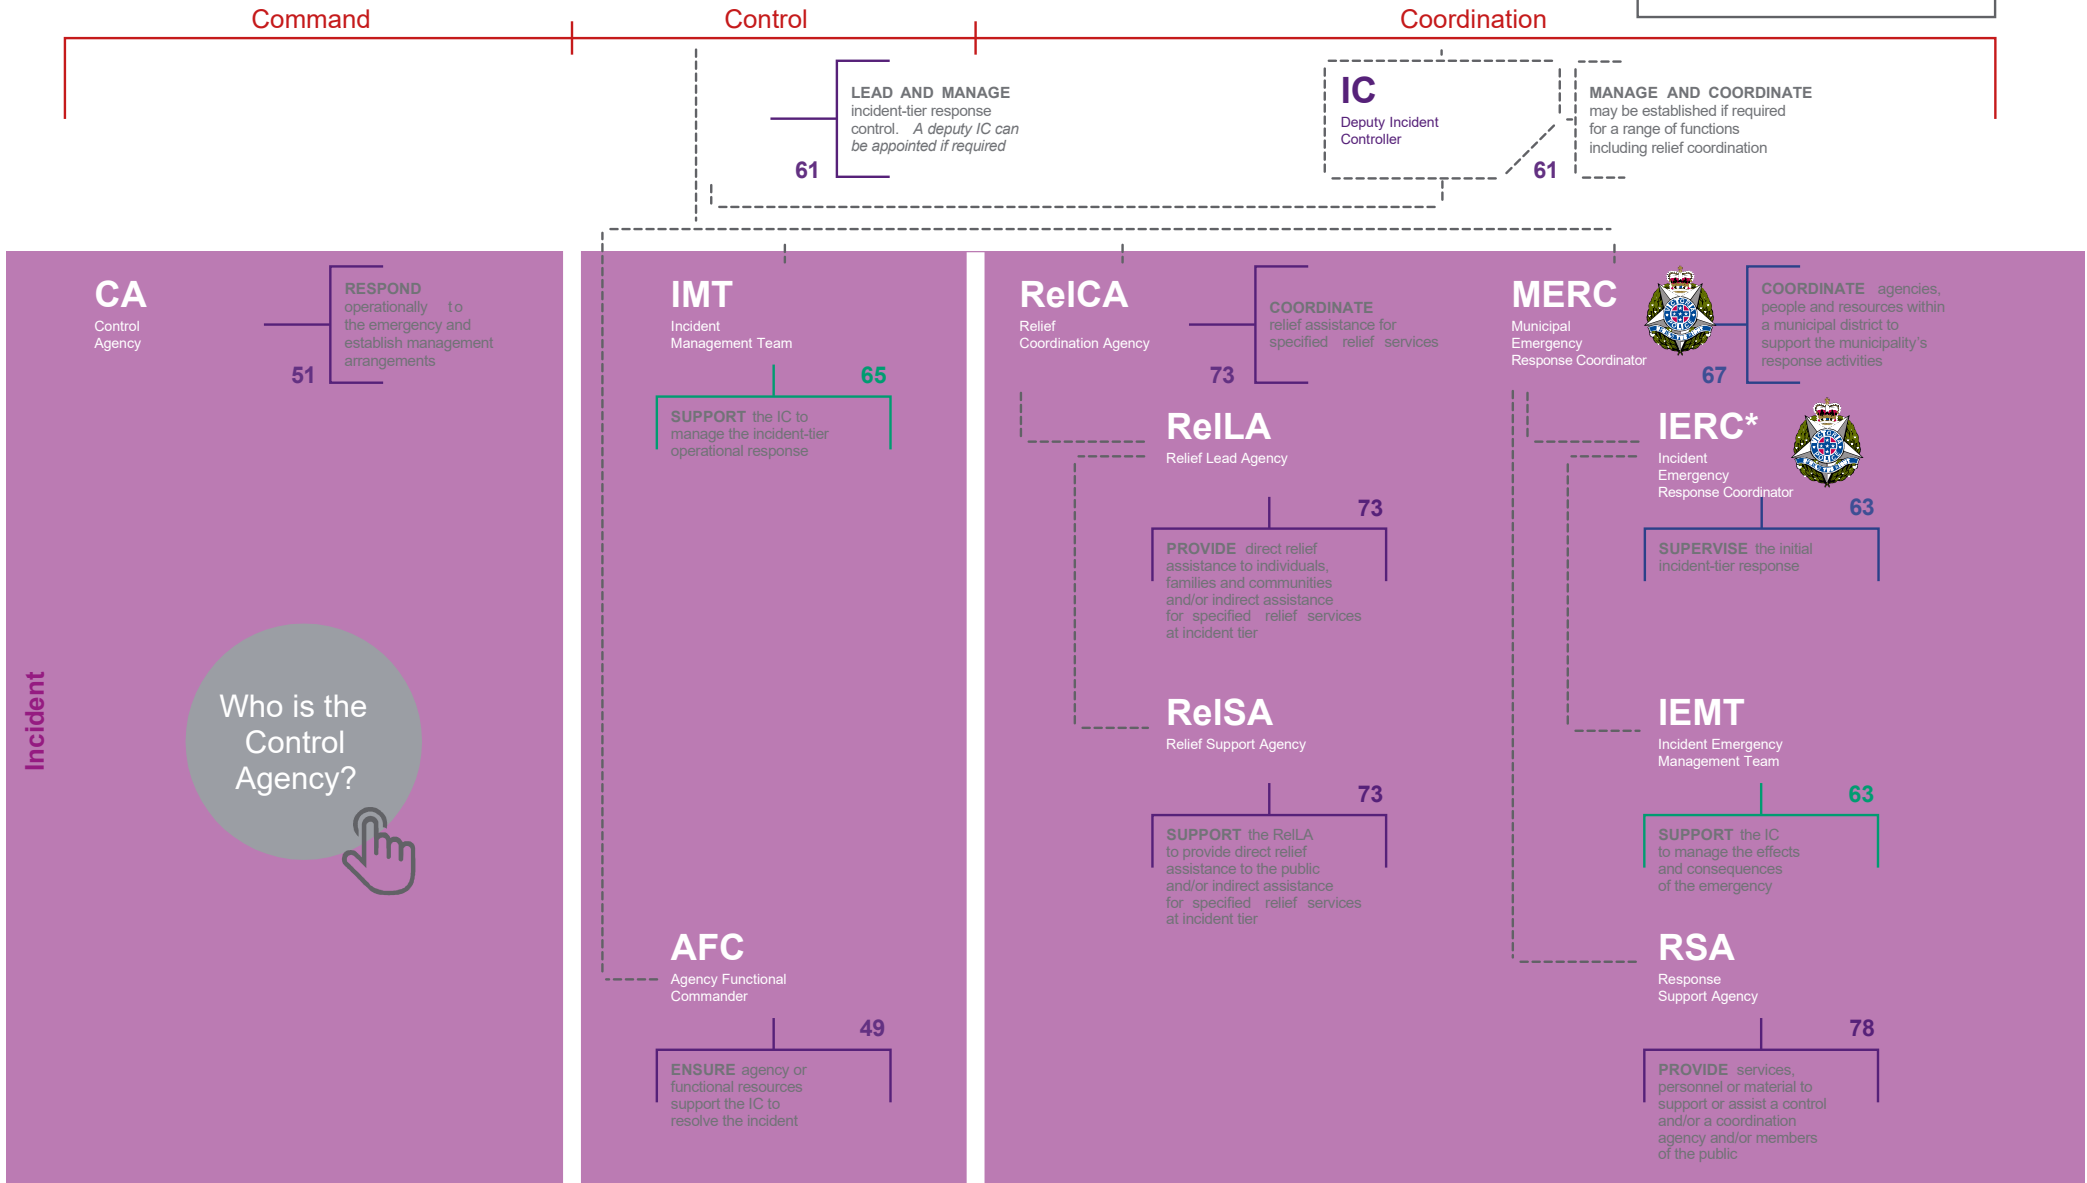 Command
Control
Coordination
LEAD AND MANAGE
incident-tier response
control. A deputy IC can
be appointed if required
61
IC
Deputy Incident
Controller
MANAGE AND COORDINATE
may be established if required
for a range of functions
including relief coordination
61
Incident
CA
Control
Agency
RESPOND
operationally to
the emergency and
establish management
arrangements
51
Who is the
Control
Agency?
IMT
Incident
Management Team
65
SUPPORT the IC to
manage the incident-tier
operational response
AFC
Agency Functional
Commander
49
ENSURE agency or
functional resources
support the IC to
resolve the incident
RelCA
Relief
Coordination Agency
COORDINATE
relief assistance for
specified relief services
73
RelLA
Relief Lead Agency
73
PROVIDE direct relief
assistance to individuals,
families and communities
and/or indirect assistance
for specified relief services
at incident tier
RelSA
Relief Support Agency
73
SUPPORT the RelLA
to provide direct relief
assistance to the public
and/or indirect assistance
for specified relief services
at incident tier
MERC
Municipal
Emergency
Response Coordinator
COORDINATE agencies,
people and resources within
a municipal district to
support the municipality's
response activities
67
IERC*
Incident
Emergency
Response Coordinator
63
SUPERVISE the initial
incident-tier response
IEMT
Incident Emergency
Management Team
63
SUPPORT the IC
to manage the effects
and consequences
of the emergency
RSA
Response
Support Agency
78
PROVIDE services,
personnel or material to
support or assist a control
and/or a coordination
agency and/or members
of the public